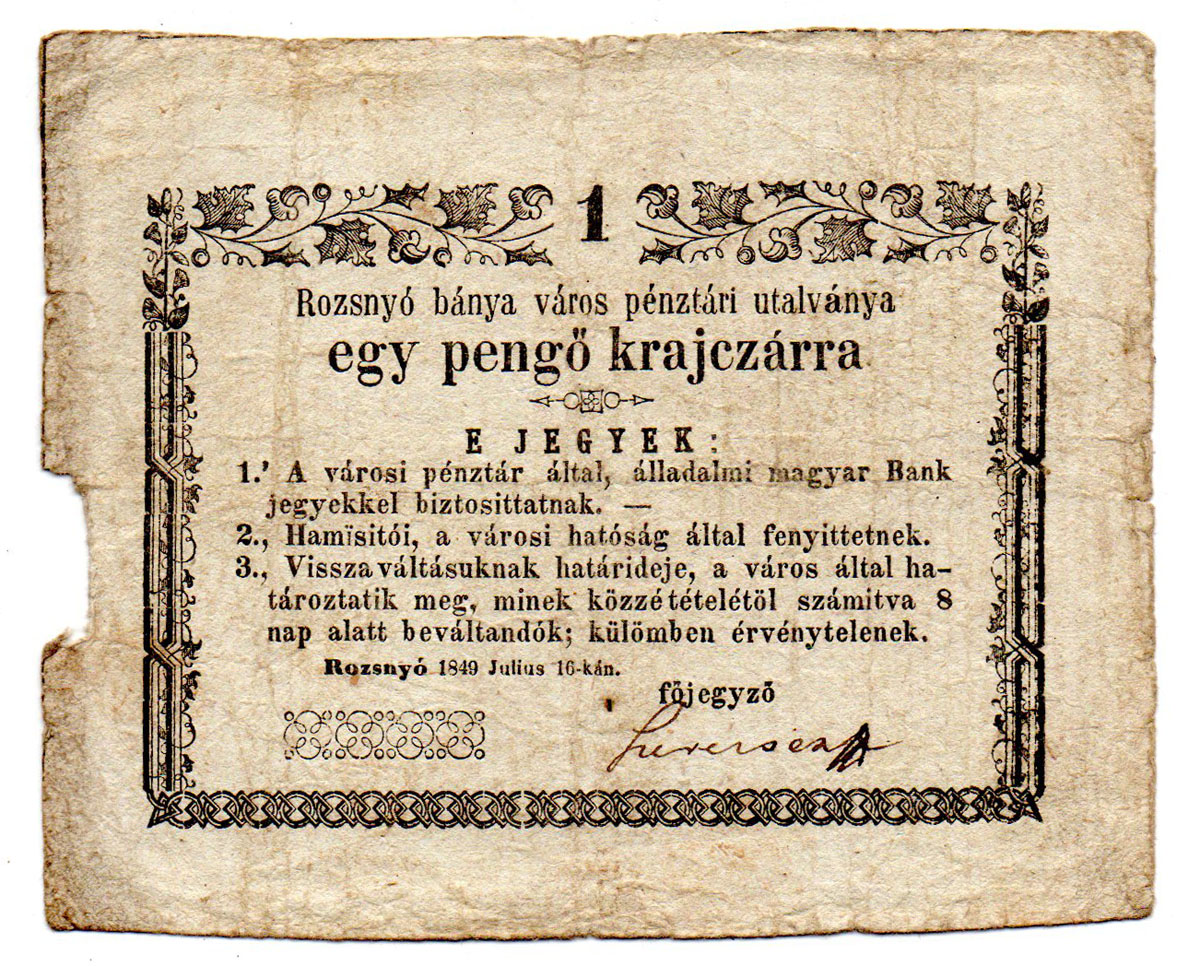 1
Rozsnyó bánya város pénztári utalványa
egy pengő krajczárra
E JEGYEK:
1.' A városi pénztár által, álladalmi magyar Bank
jegyekkel biztosittatnak. —
2., Hamïsitói, a városi hatóság által fenyittetnek.
3., Visszaváltásuknak határideje, a város által ha-
tároztatik meg, minek közzétételétöl számitva 8
nap alatt beváltandók; külömben érvénytelenek.
Rozsnyó 1849 Julius 16-kán.
főjegyző